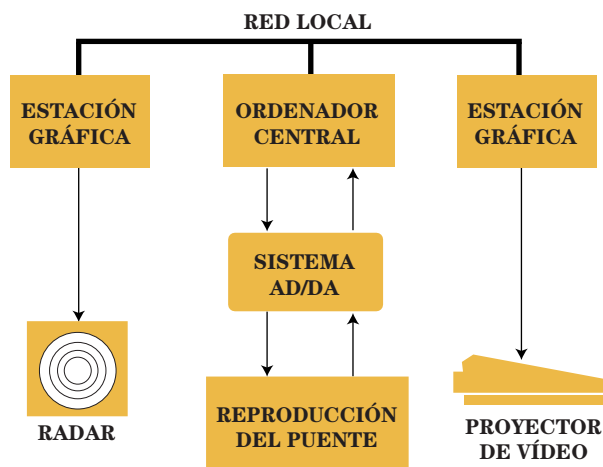 RED LOCAL
ESTACIÓN
GRÁFICA
ORDENADOR
CENTRAL
ESTACIÓN
GRÁFICA
SISTEMA
AD/DA
RADAR
REPRODUCCIÓN
DEL PUENTE
PROYECTOR
DE VÍDEO